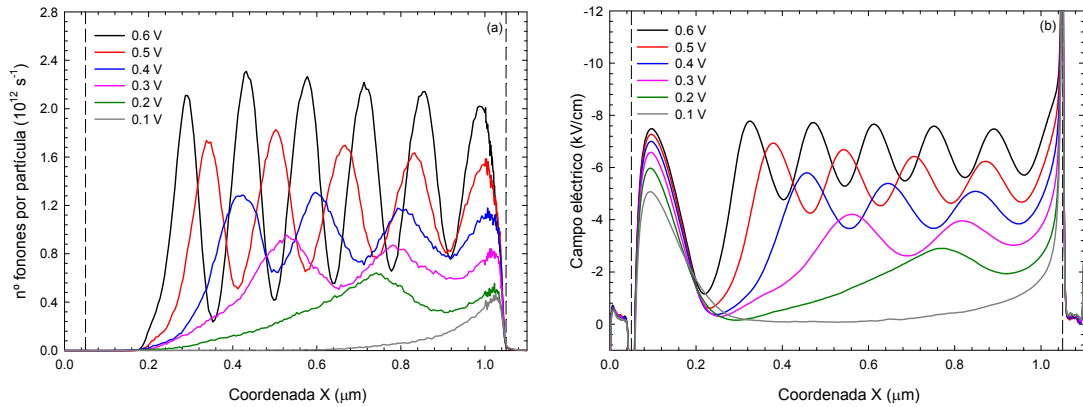 (a)
2.8
2.4
2.0
1.6
1.2
0.8
0.4
0.0
nº fonones por partícula (10¹² s⁻¹)
0.6 V
0.5 V
0.4 V
0.3 V
0.2 V
0.1 V
0.0 0.2 0.4 0.6 0.8 1.0
Coordenada X (μm)
(b)
-12
-10
-8
-6
-4
-2
0
Campo eléctrico (kV/cm)
0.6 V
0.5 V
0.4 V
0.3 V
0.2 V
0.1 V
0.0 0.2 0.4 0.6 0.8 1.0
Coordenada X (μm)